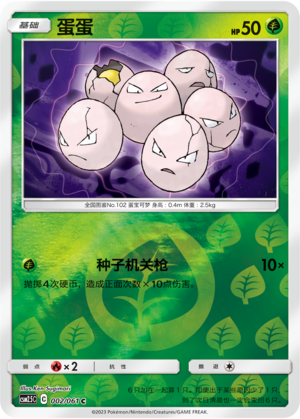 基础
蛋蛋
HP50
全国图鉴No.102 蛋宝可梦 身高：0.4m 体重：2.5kg
种子机关枪
10×
抛掷4次硬币，造成正面次数×10点伤害。
弱点
×2
抗性
撤退
Illus. Ken Sugimori
CSM2.5C C 002/061 C
©2023 Pokémon/Nintendo/Creatures/GAME FREAK.